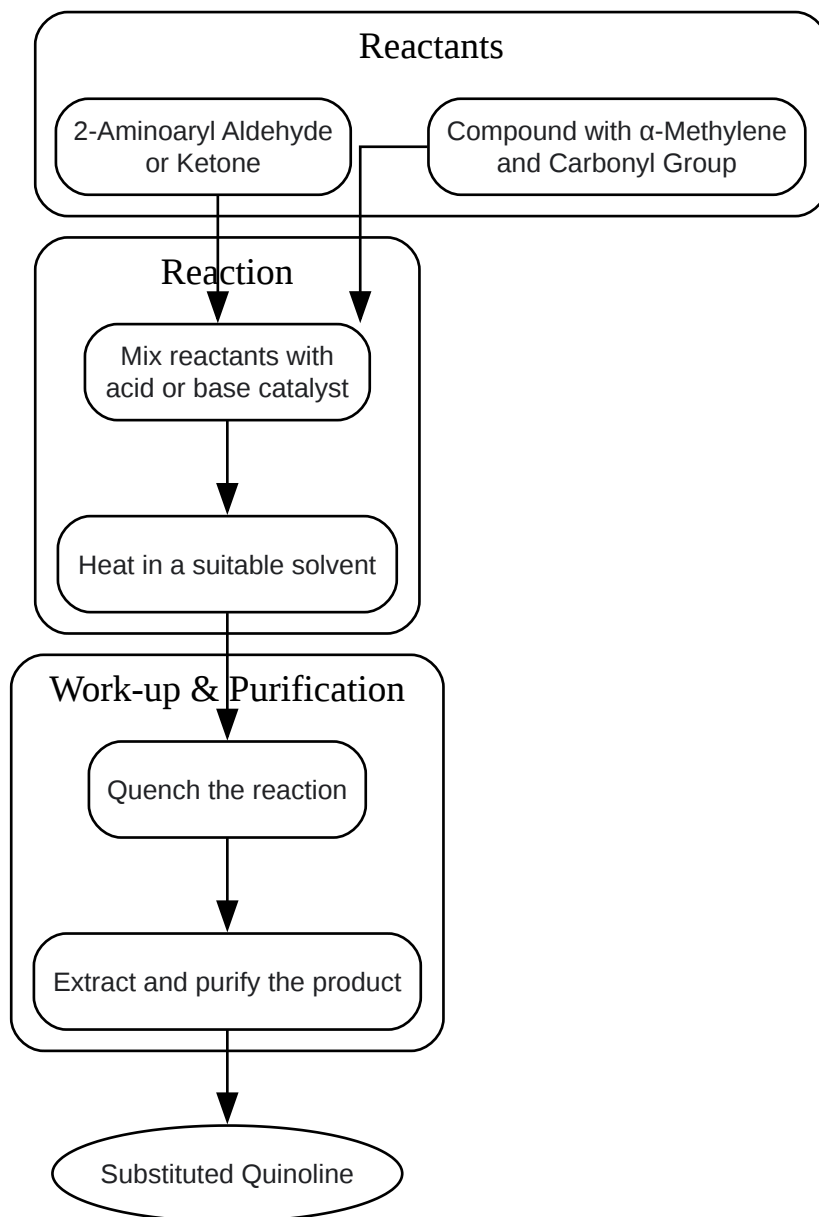 Reactants
2-Aminoaryl Aldehyde
or Ketone
Compound with α-Methylene
and Carbonyl Group
Reaction
Mix reactants with
acid or base catalyst
Heat in a suitable solvent
Work-up & Purification
Quench the reaction
Extract and purify the product
Substituted Quinoline